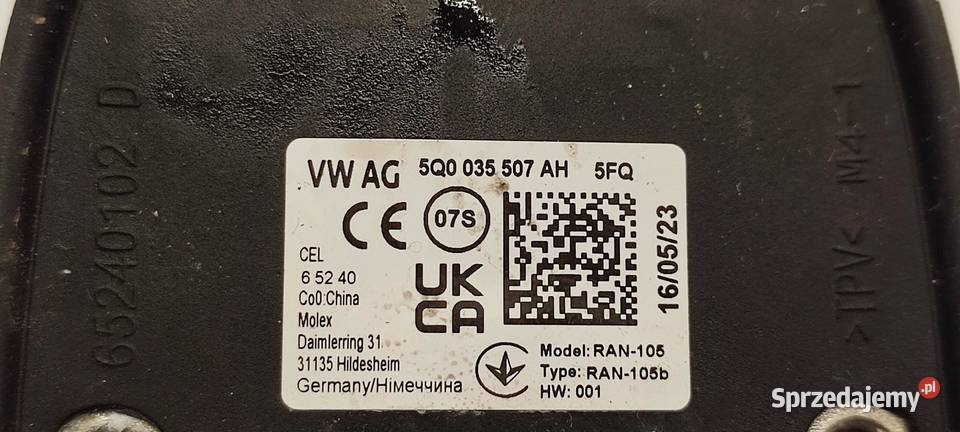 65240102 D
VW AG 5Q0 035 507 AH 5FQ
CE 07S
CEL
6 52 40
Co0:China
Molex
Daimlerring 31
31135 Hildesheim
Germany/Німеччина
UK
CA
16/05/23
Model: RAN-105
Type: RAN-105b
HW: 001
>TPV< M4-1
Sprzedajemy.pl